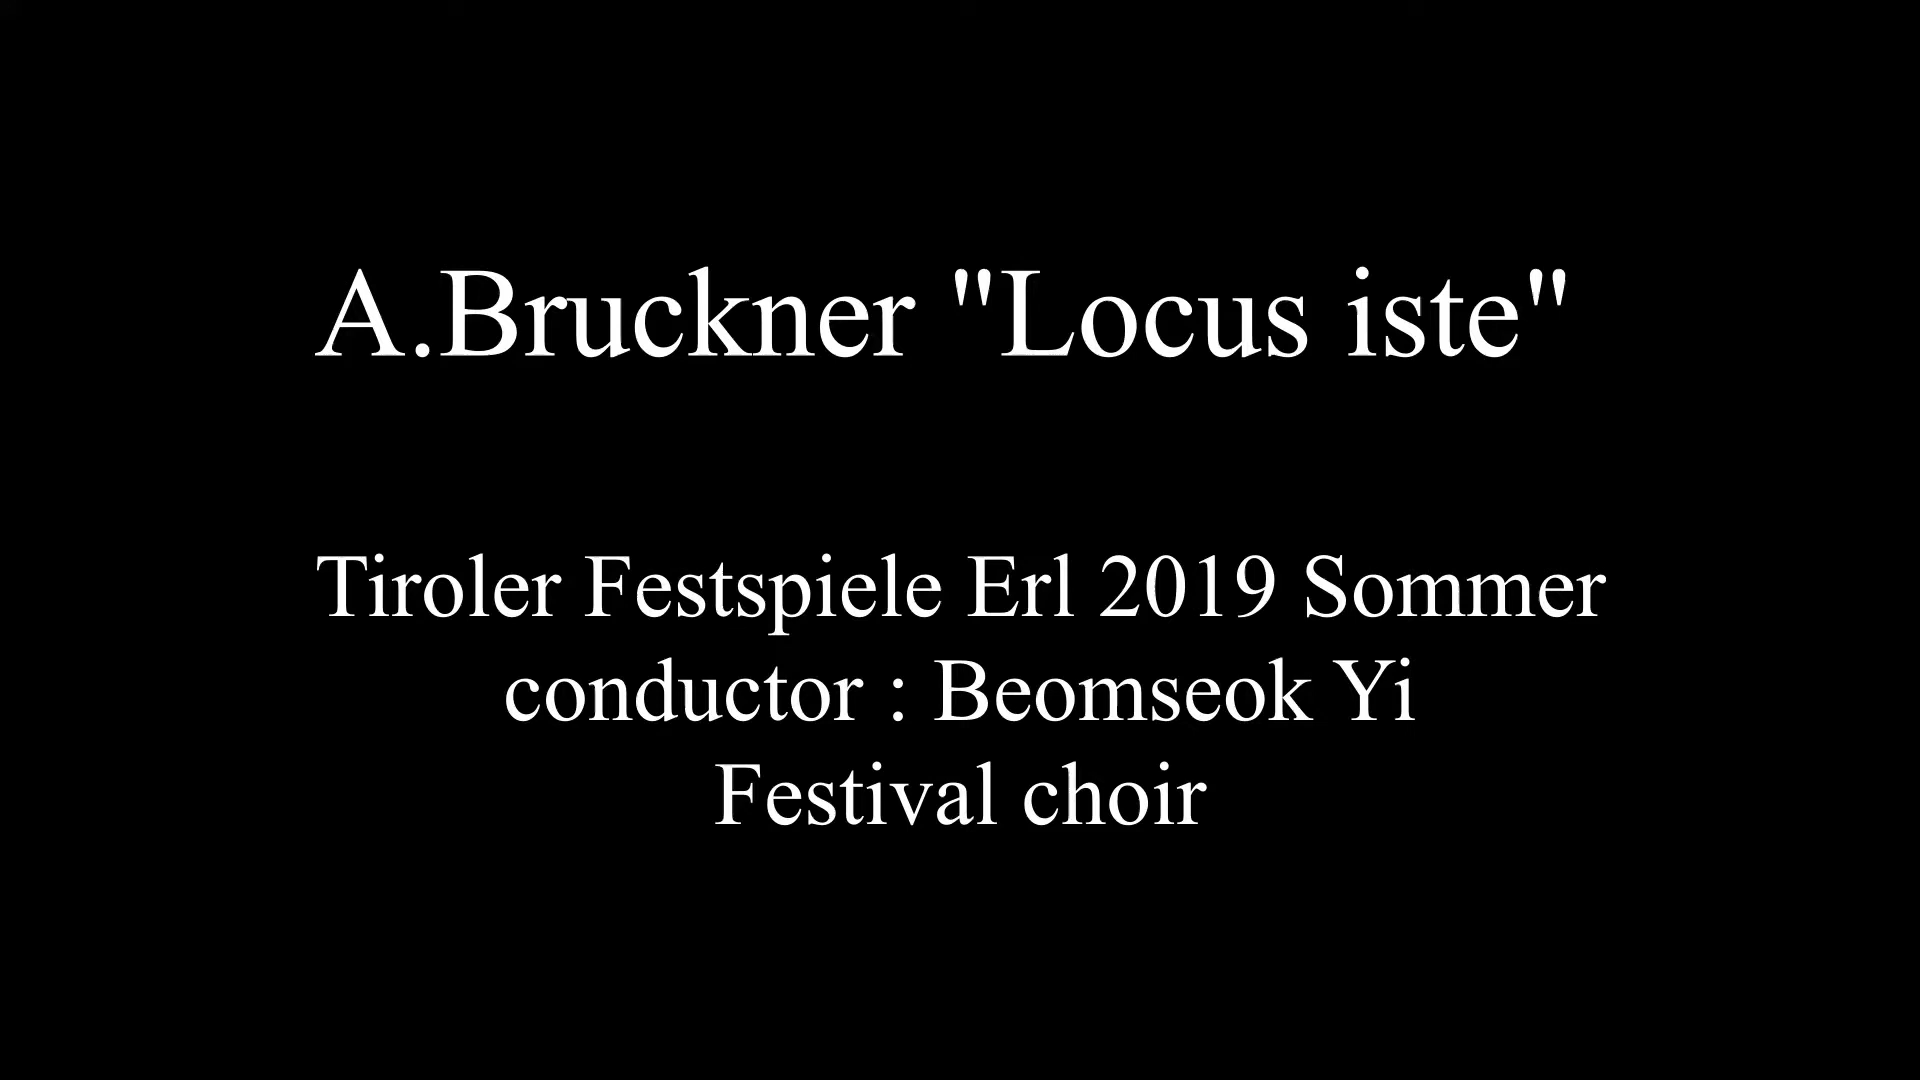 A.Bruckner "Locus iste"
Tiroler Festspiele Erl 2019 Sommer
conductor : Beomseok Yi
Festival choir